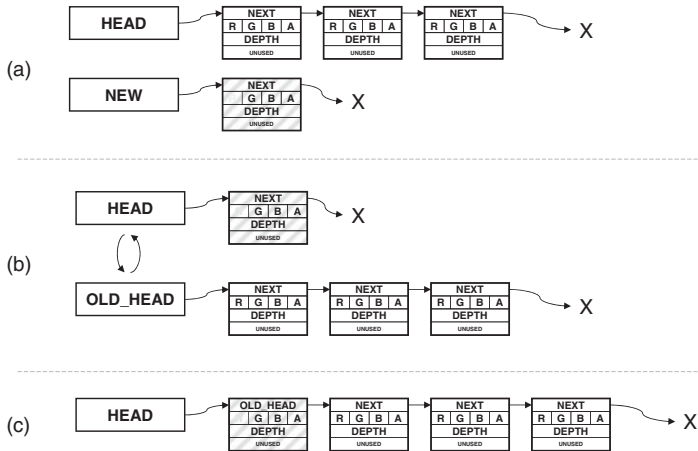 HEAD NEXT NEXT NEXT
R G B A R G B A R G B A X
DEPTH DEPTH DEPTH
UNUSED UNUSED UNUSED
(a)
NEW NEXT
G B A X
DEPTH
UNUSED
HEAD NEXT
G B A X
DEPTH
UNUSED
(b)
OLD_HEAD NEXT NEXT NEXT
R G B A R G B A R G B A X
DEPTH DEPTH DEPTH
UNUSED UNUSED UNUSED
(c)
HEAD OLD_HEAD NEXT NEXT NEXT
G B A R G B A R G B A R G B A X
DEPTH DEPTH DEPTH DEPTH
UNUSED UNUSED UNUSED UNUSED